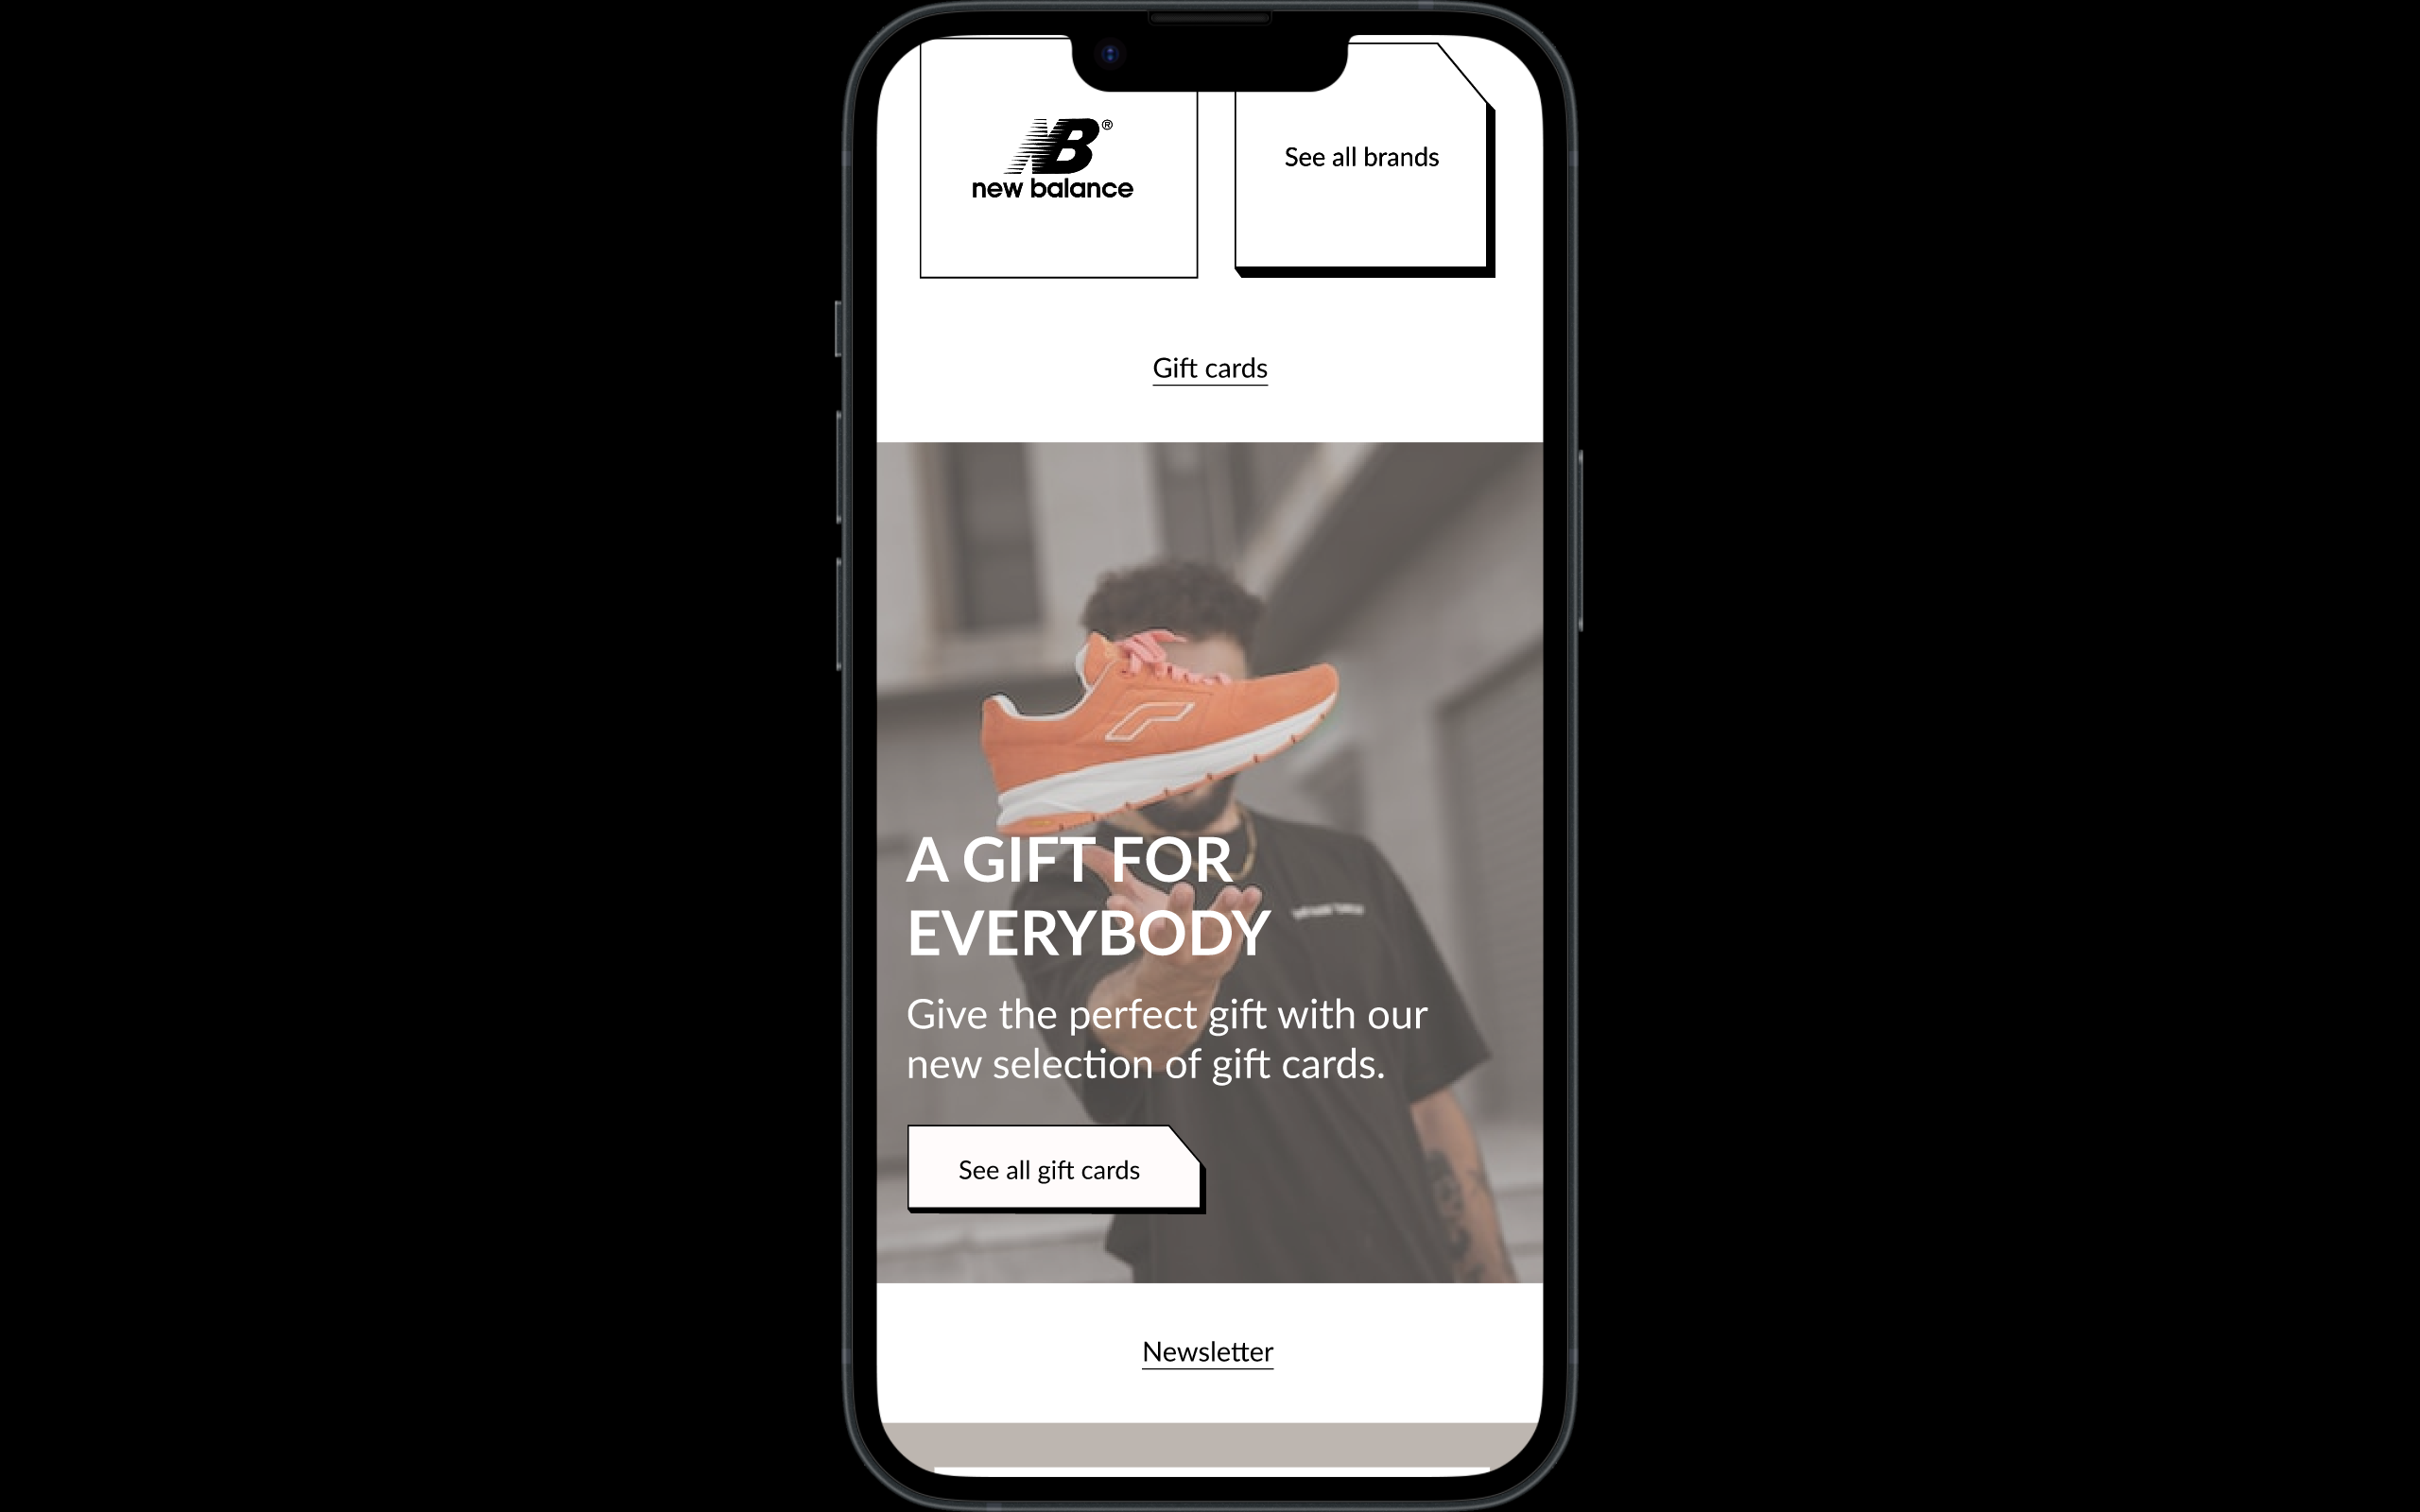 NB®
new balance
See all brands
Gift cards
A GIFT FOR
EVERYBODY
Give the perfect gift with our
new selection of gift cards.
See all gift cards
Newsletter